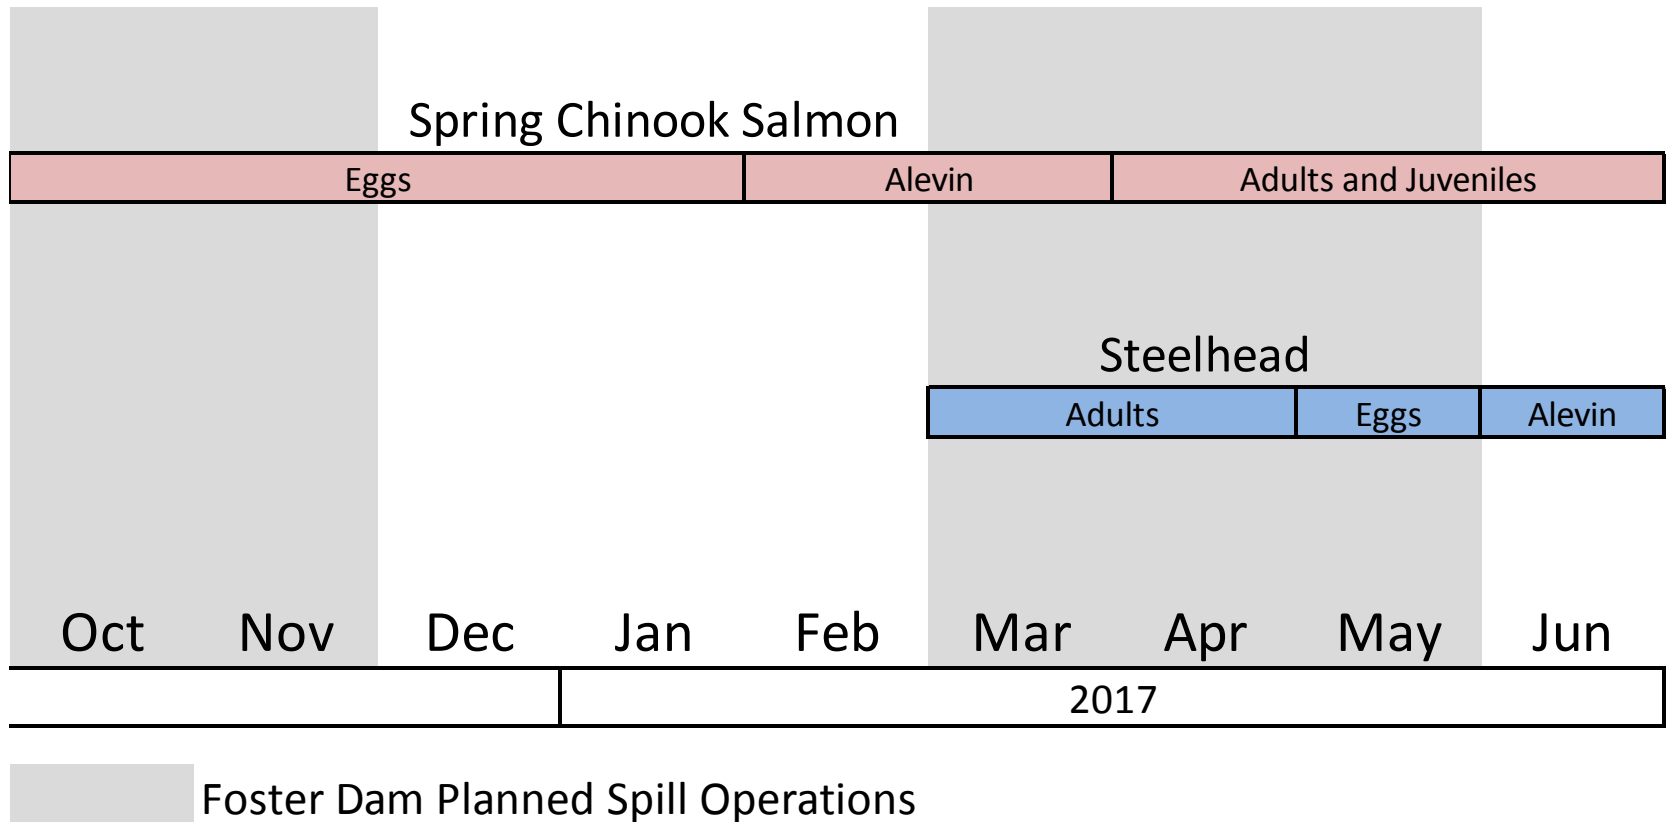 Spring Chinook Salmon
Eggs Alevin Adults and Juveniles
Steelhead
Adults Eggs Alevin
Oct Nov Dec Jan Feb Mar Apr May Jun
2017
Foster Dam Planned Spill Operations